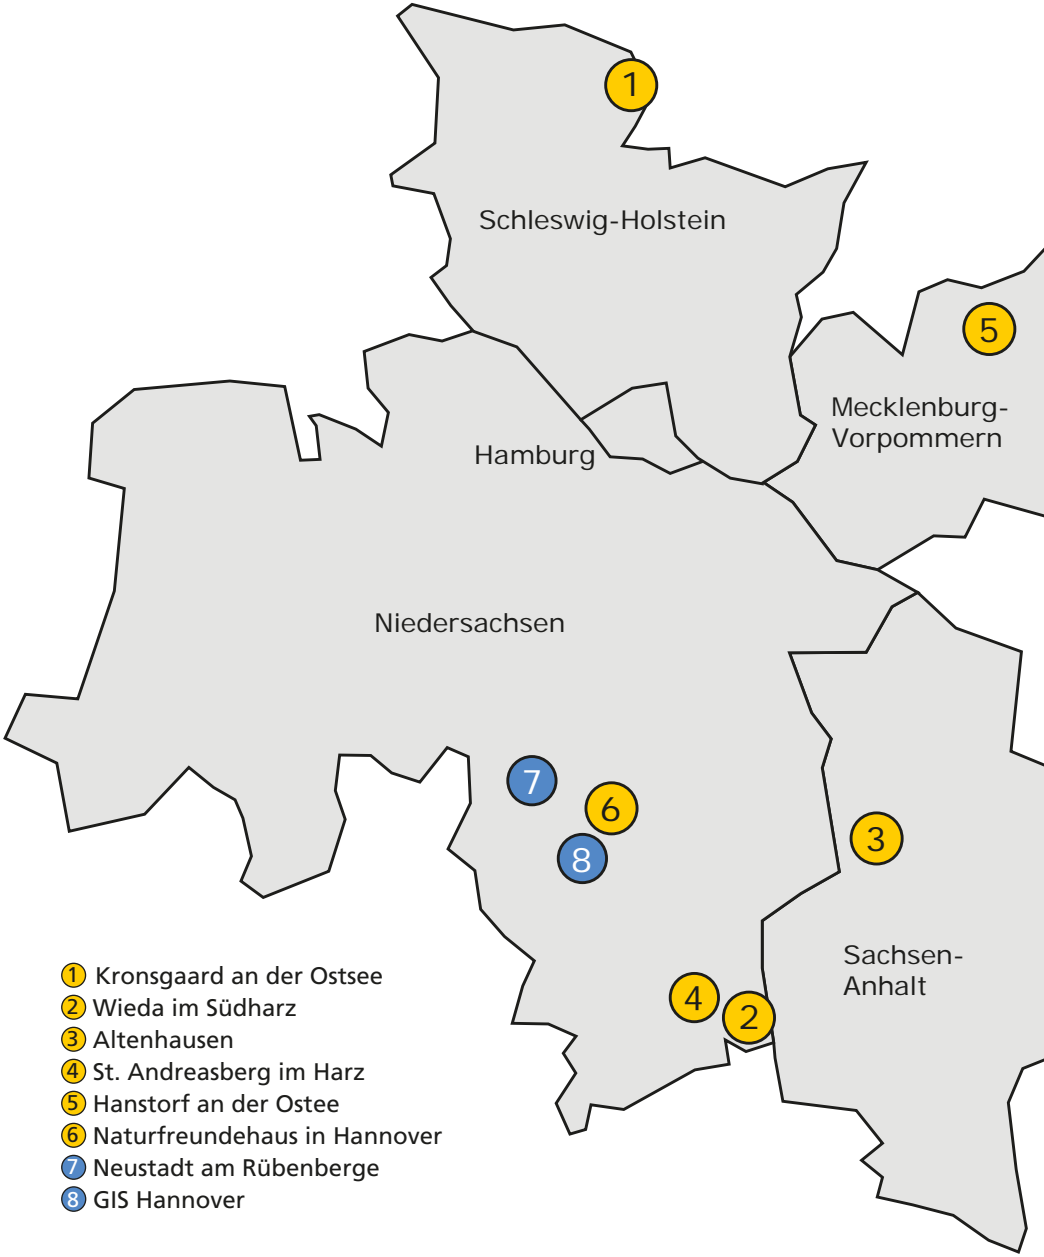 1
Schleswig-Holstein
5
Mecklenburg-
Vorpommern
Hamburg
Niedersachsen
7
6
8
3
Sachsen-
Anhalt
4
2
1 Kronsgaard an der Ostsee
2 Wieda im Südharz
3 Altenhausen
4 St. Andreasberg im Harz
5 Hanstorf an der Ostee
6 Naturfreundehaus in Hannover
7 Neustadt am Rübenberge
8 GIS Hannover